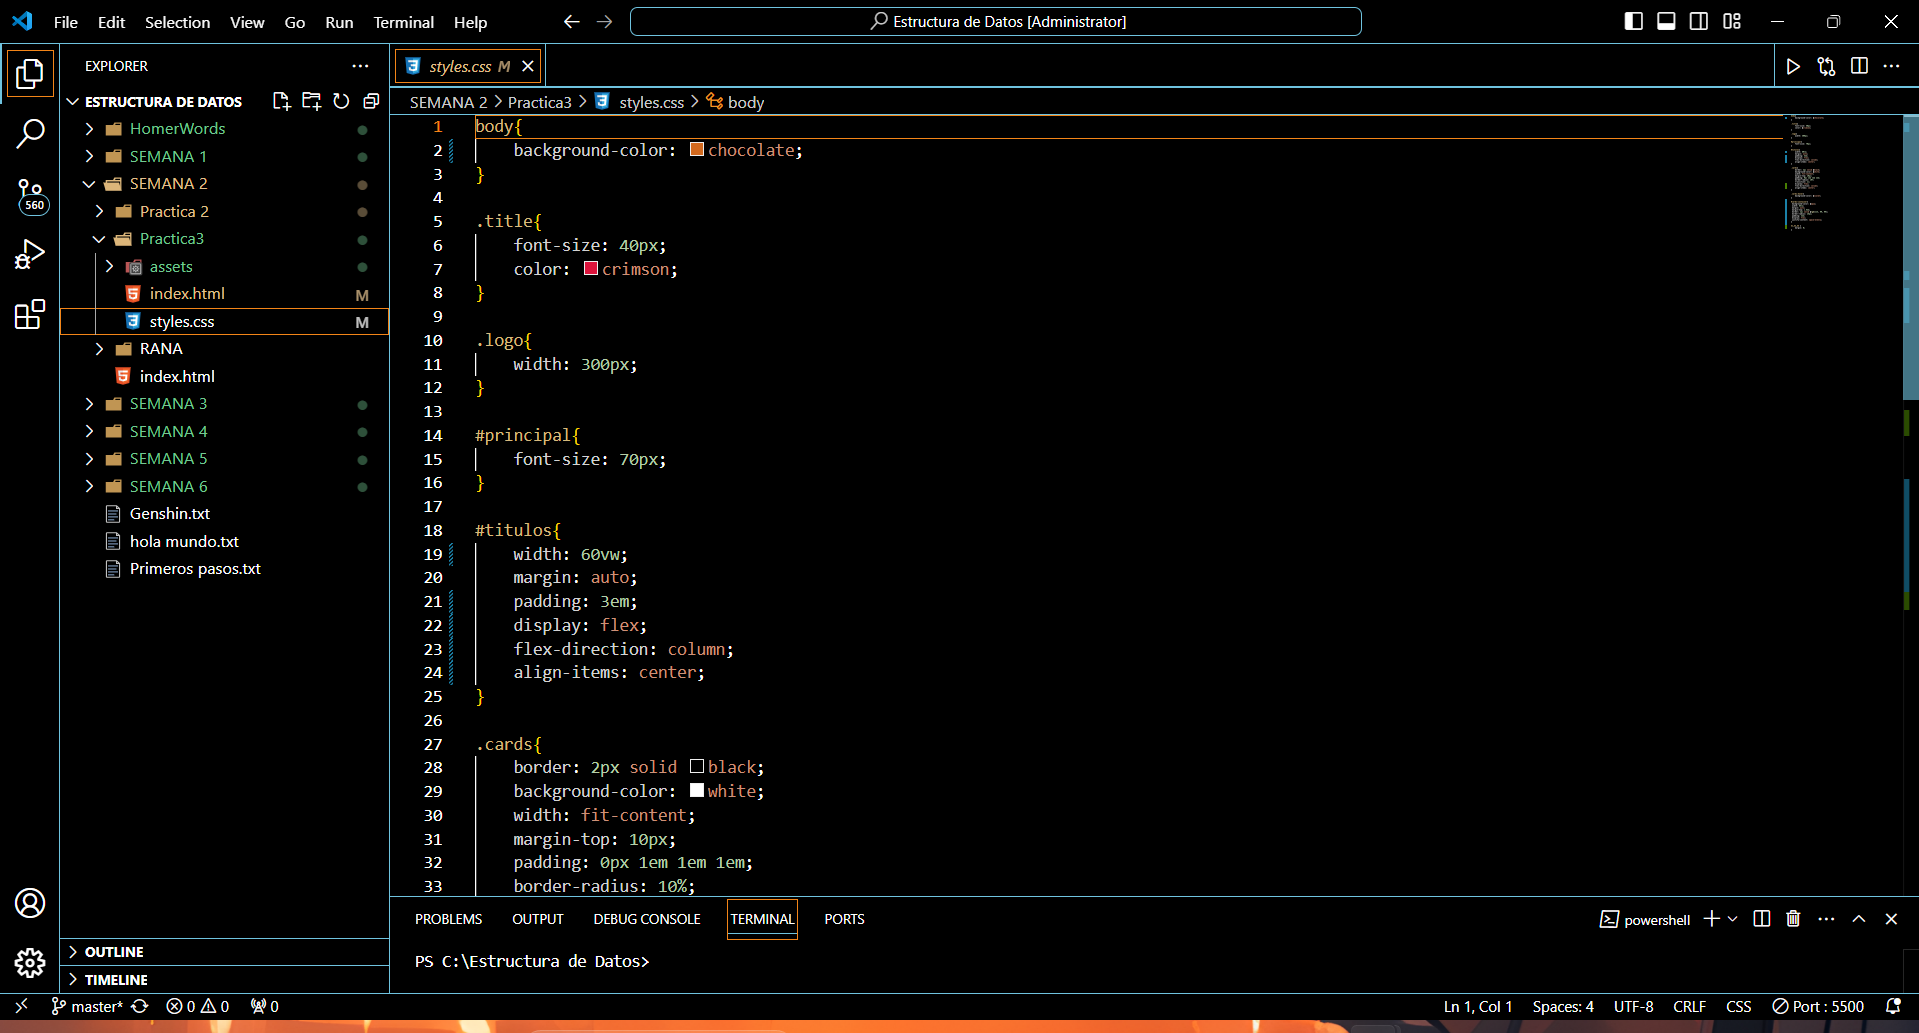 File Edit Selection View Go Run Terminal Help
Estructura de Datos [Administrator]
EXPLORER
ESTRUCTURA DE DATOS
HomerWords
SEMANA 1
SEMANA 2
Practica 2
Practica3
assets
index.html M
styles.css M
RANA
index.html
SEMANA 3
SEMANA 4
SEMANA 5
SEMANA 6
Genshin.txt
hola mundo.txt
Primeros pasos.txt
OUTLINE
TIMELINE
560
styles.css M
SEMANA 2 > Practica3 > styles.css > body
1 body{
2 background-color: chocolate;
3 }
4
5 .title{
6 font-size: 40px;
7 color: crimson;
8 }
9
10 .logo{
11 width: 300px;
12 }
13
14 #principal{
15 font-size: 70px;
16 }
17
18 #titulos{
19 width: 60vw;
20 margin: auto;
21 padding: 3em;
22 display: flex;
23 flex-direction: column;
24 align-items: center;
25 }
26
27 .cards{
28 border: 2px solid black;
29 background-color: white;
30 width: fit-content;
31 margin-top: 10px;
32 padding: 0px 1em 1em 1em;
33 border-radius: 10%;
PROBLEMS OUTPUT DEBUG CONSOLE TERMINAL PORTS
powershell
PS C:\Estructura de Datos>
master* 0 0 0
Ln 1, Col 1 Spaces: 4 UTF-8 CRLF CSS Port : 5500